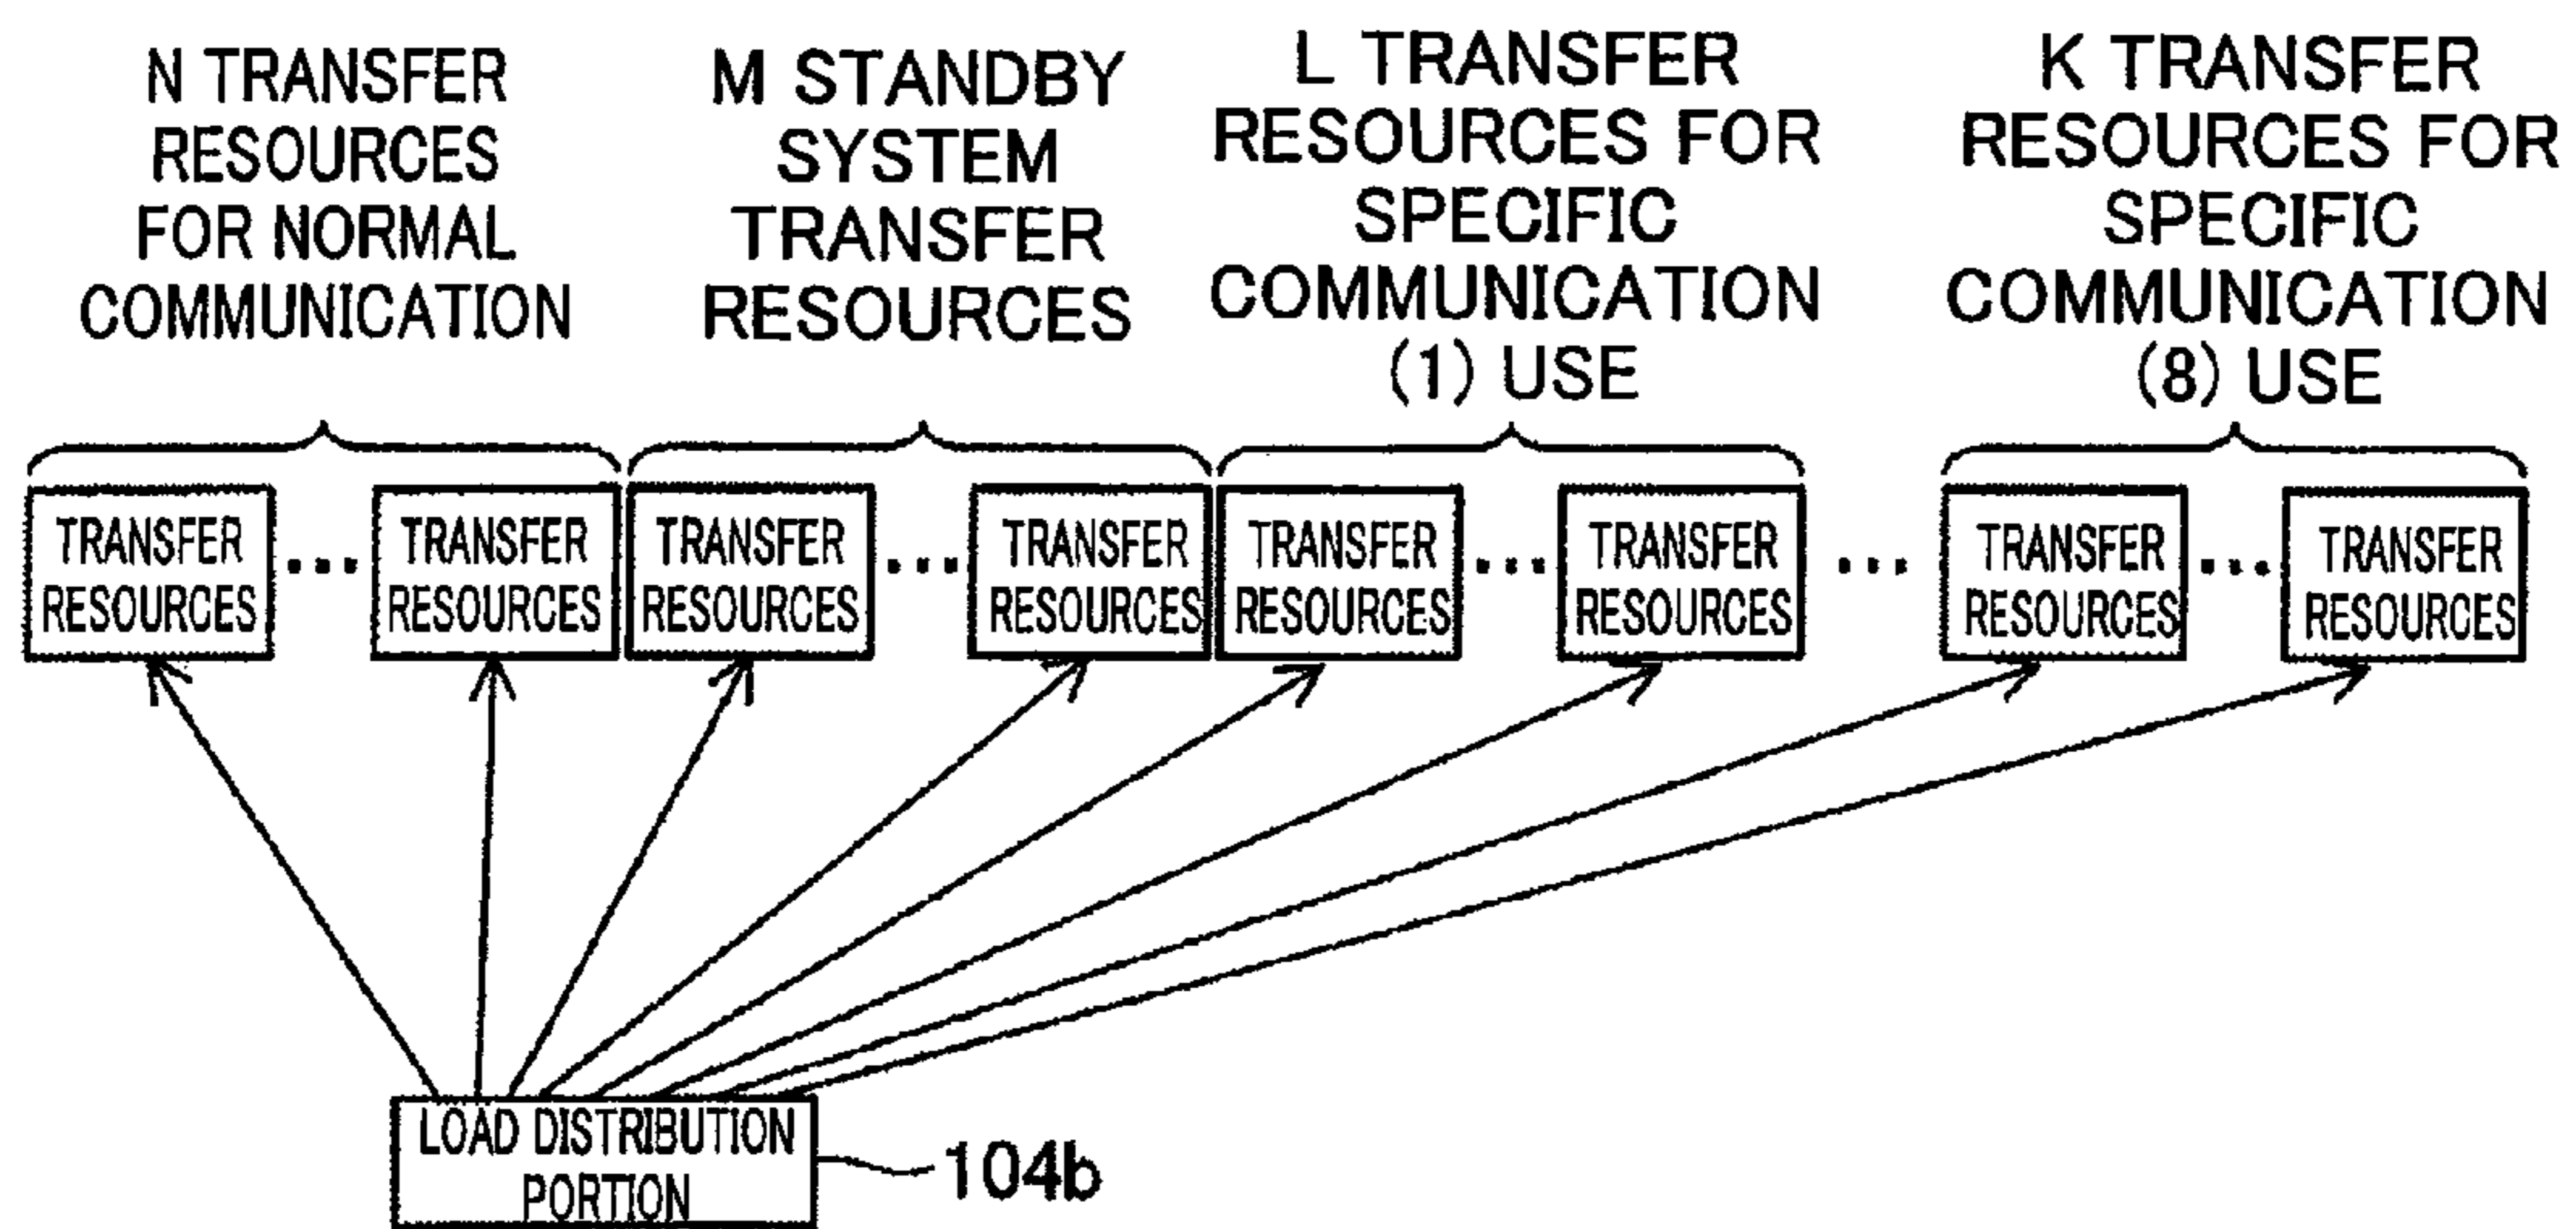 N TRANSFER
RESOURCES
FOR NORMAL
COMMUNICATION
M STANDBY
SYSTEM
TRANSFER
RESOURCES
L TRANSFER
RESOURCES FOR
SPECIFIC
COMMUNICATION
(1) USE
K TRANSFER
RESOURCES FOR
SPECIFIC
COMMUNICATION
(8) USE
TRANSFER
RESOURCES
...
TRANSFER
RESOURCES
TRANSFER
RESOURCES
...
TRANSFER
RESOURCES
TRANSFER
RESOURCES
...
TRANSFER
RESOURCES
...
TRANSFER
RESOURCES
...
TRANSFER
RESOURCES
LOAD DISTRIBUTION
PORTION
104b